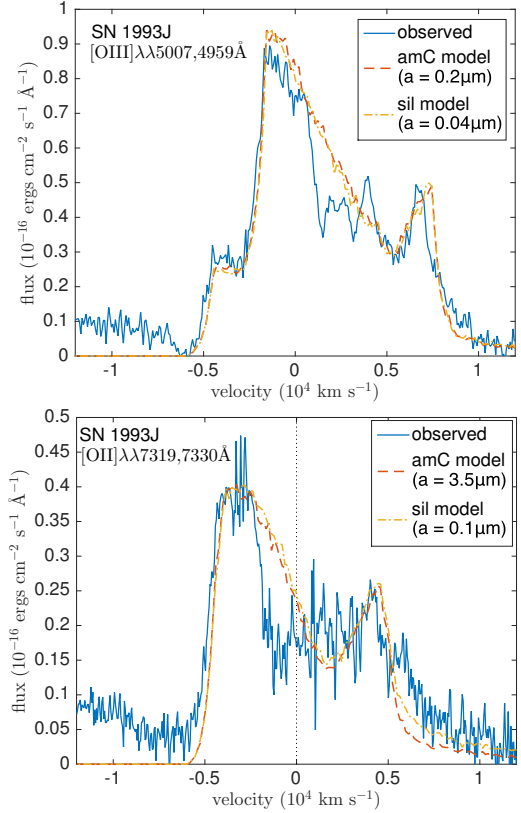 SN 1993J
[OIII]λλ5007,4959Å
observed
amC model
(a = 0.2μm)
sil model
(a = 0.04μm)
flux (10⁻¹⁶ ergs cm⁻² s⁻¹ Å⁻¹)
1
0.9
0.8
0.7
0.6
0.5
0.4
0.3
0.2
0.1
0
-1
-0.5
0
0.5
1
velocity (10⁴ km s⁻¹)
SN 1993J
[OII]λλ7319,7330Å
observed
amC model
(a = 3.5μm)
sil model
(a = 0.1μm)
flux (10⁻¹⁶ ergs cm⁻² s⁻¹ Å⁻¹)
0.5
0.45
0.4
0.35
0.3
0.25
0.2
0.15
0.1
0.05
0
-1
-0.5
0
0.5
1
velocity (10⁴ km s⁻¹)